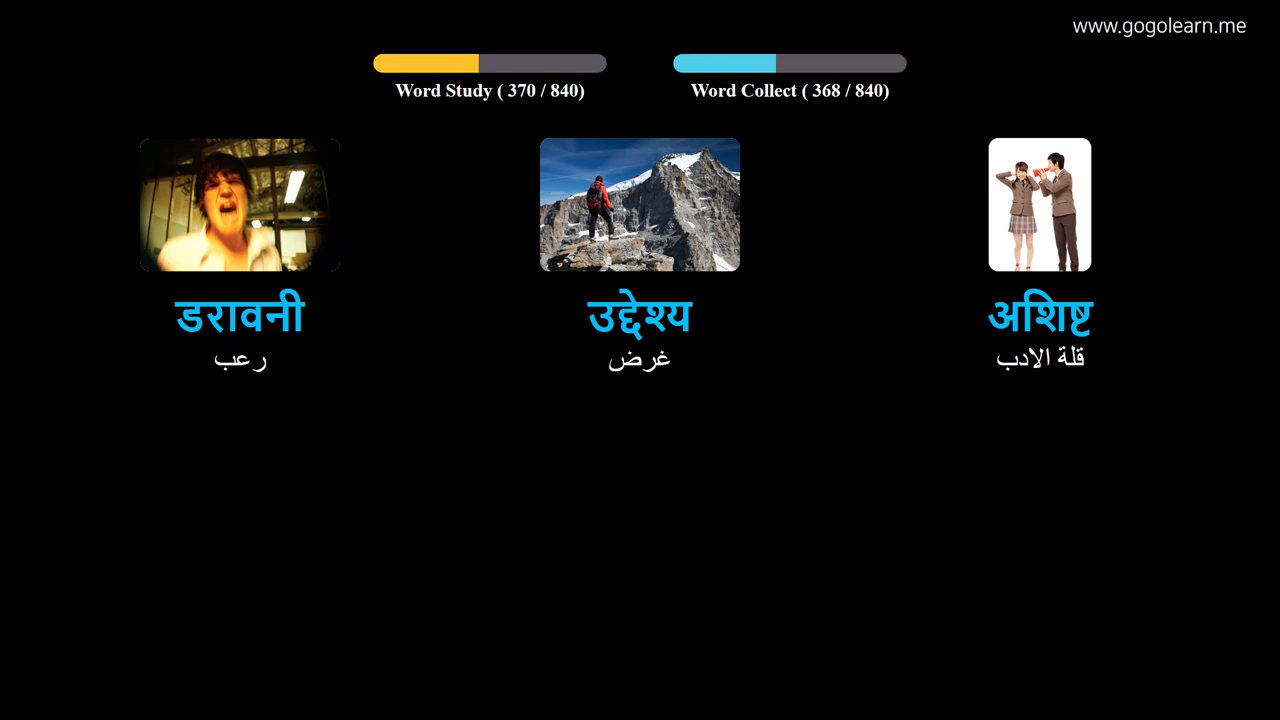 www.gogolearn.me
Word Study ( 370 / 840)
Word Collect ( 368 / 840)
डरावनी
उद्देश्य
अशिष्ट
رعب
غرض
قلة الادب